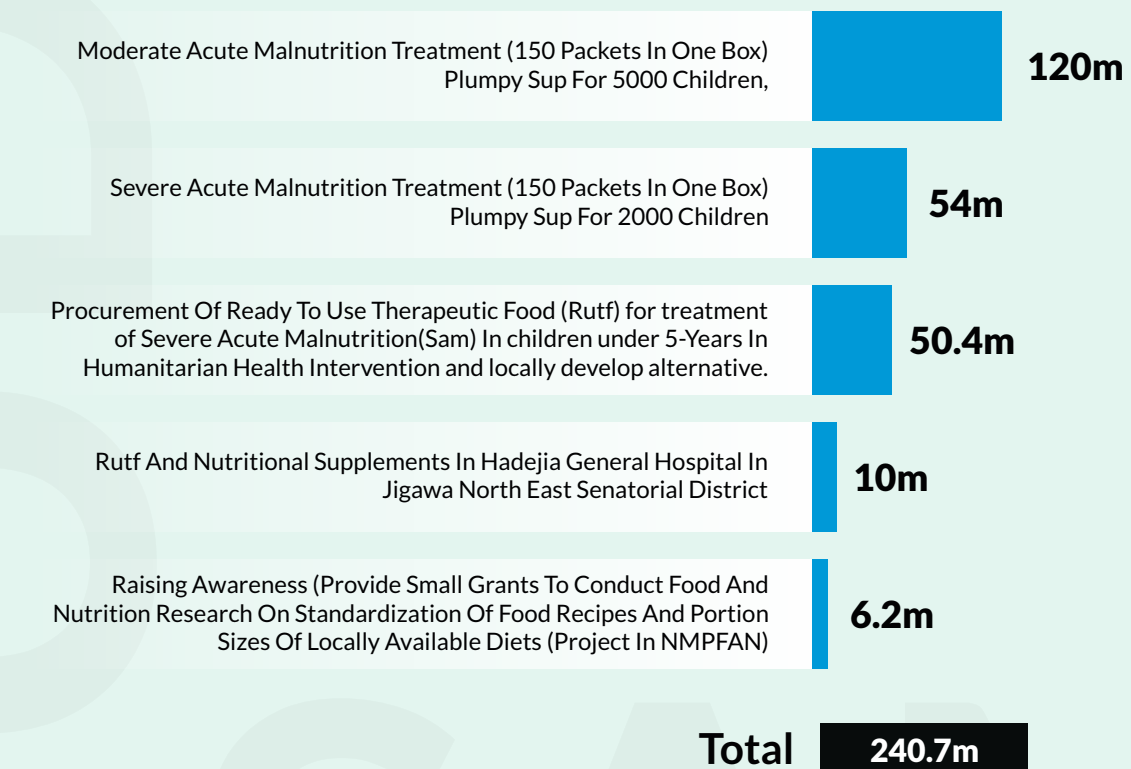 Moderate Acute Malnutrition Treatment (150 Packets In One Box)
Plumpy Sup For 5000 Children,
120m
Severe Acute Malnutrition Treatment (150 Packets In One Box)
Plumpy Sup For 2000 Children
54m
Procurement Of Ready To Use Therapeutic Food (Rutf) for treatment
of Severe Acute Malnutrition(Sam) In children under 5-Years In
Humanitarian Health Intervention and locally develop alternative.
50.4m
Rutf And Nutritional Supplements In Hadejia General Hospital In
Jigawa North East Senatorial District
10m
Raising Awareness (Provide Small Grants To Conduct Food And
Nutrition Research On Standardization Of Food Recipes And Portion
Sizes Of Locally Available Diets (Project In NMPFAN)
6.2m
Total 240.7m